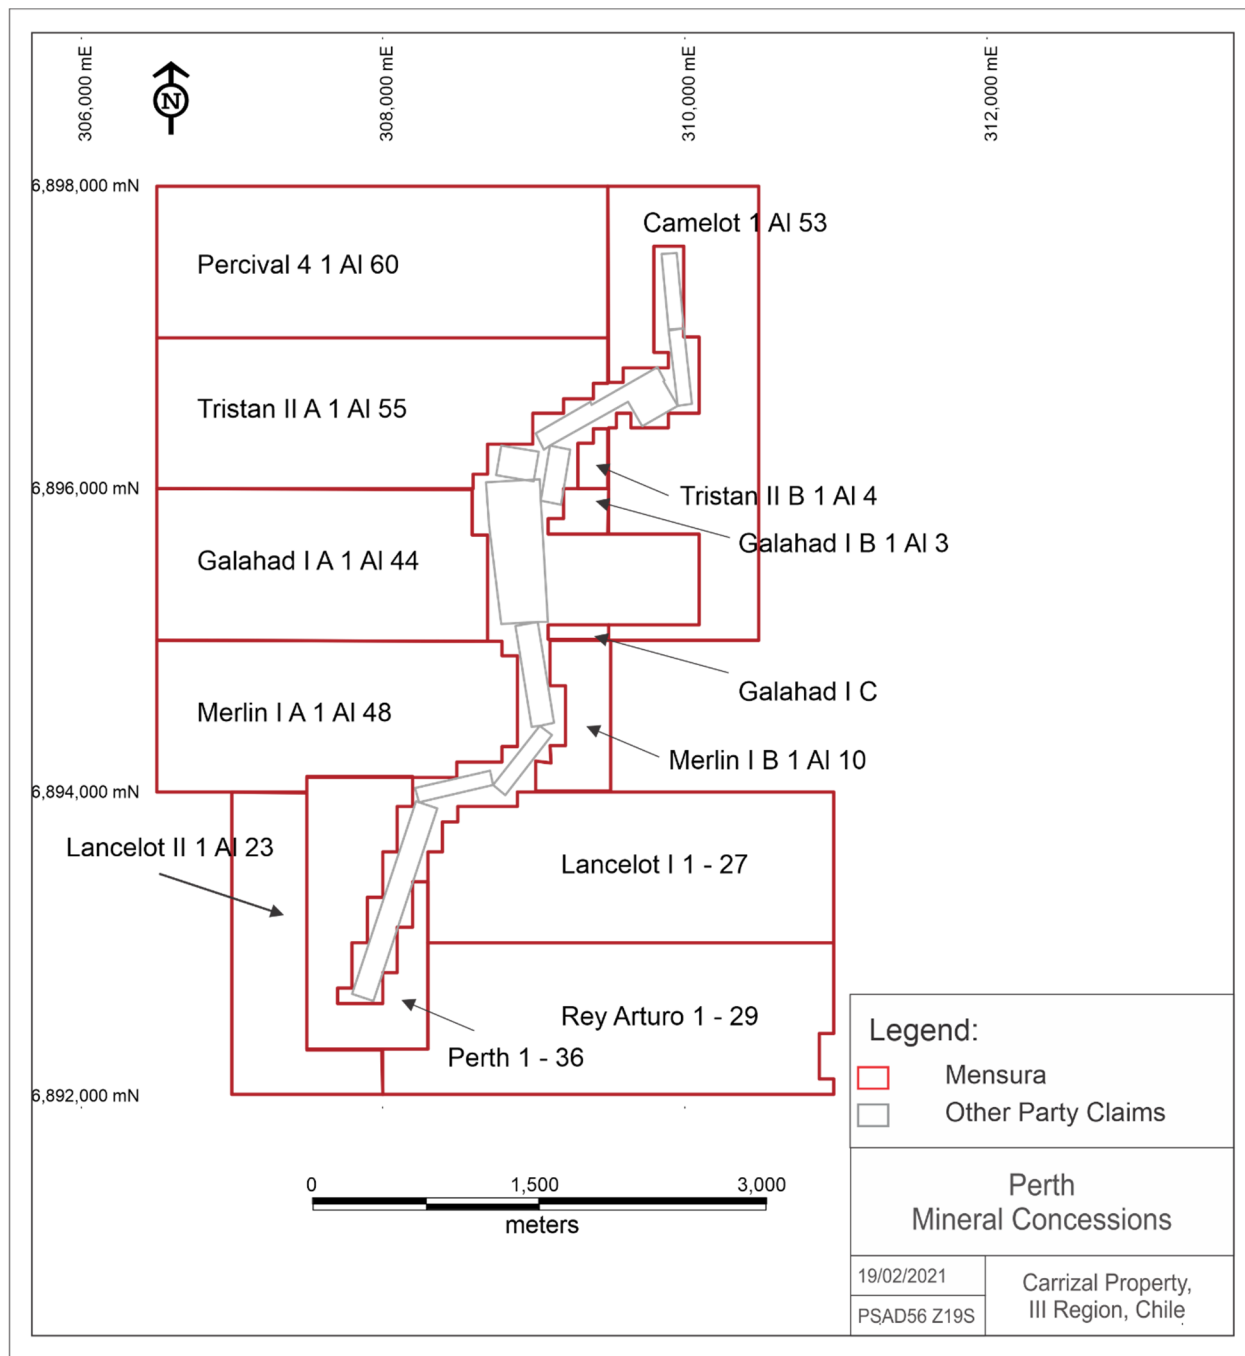 306,000 mE
308,000 mE
310,000 mE
312,000 mE
N
6,898,000 mN
Camelot 1 Al 53
Percival 4 1 Al 60
Tristan II A 1 Al 55
6,896,000 mN
Tristan II B 1 Al 4
Galahad I B 1 Al 3
Galahad I A 1 Al 44
Galahad I C
Merlin I A 1 Al 48
Merlin I B 1 Al 10
6,894,000 mN
Lancelot II 1 Al 23
Lancelot I 1 - 27
Rey Arturo 1 - 29
Perth 1 - 36
6,892,000 mN
Legend:
Mensura
Other Party Claims
0 1,500 3,000
meters
Perth
Mineral Concessions
19/02/2021
PSAD56 Z19S
Carrizal Property,
III Region, Chile